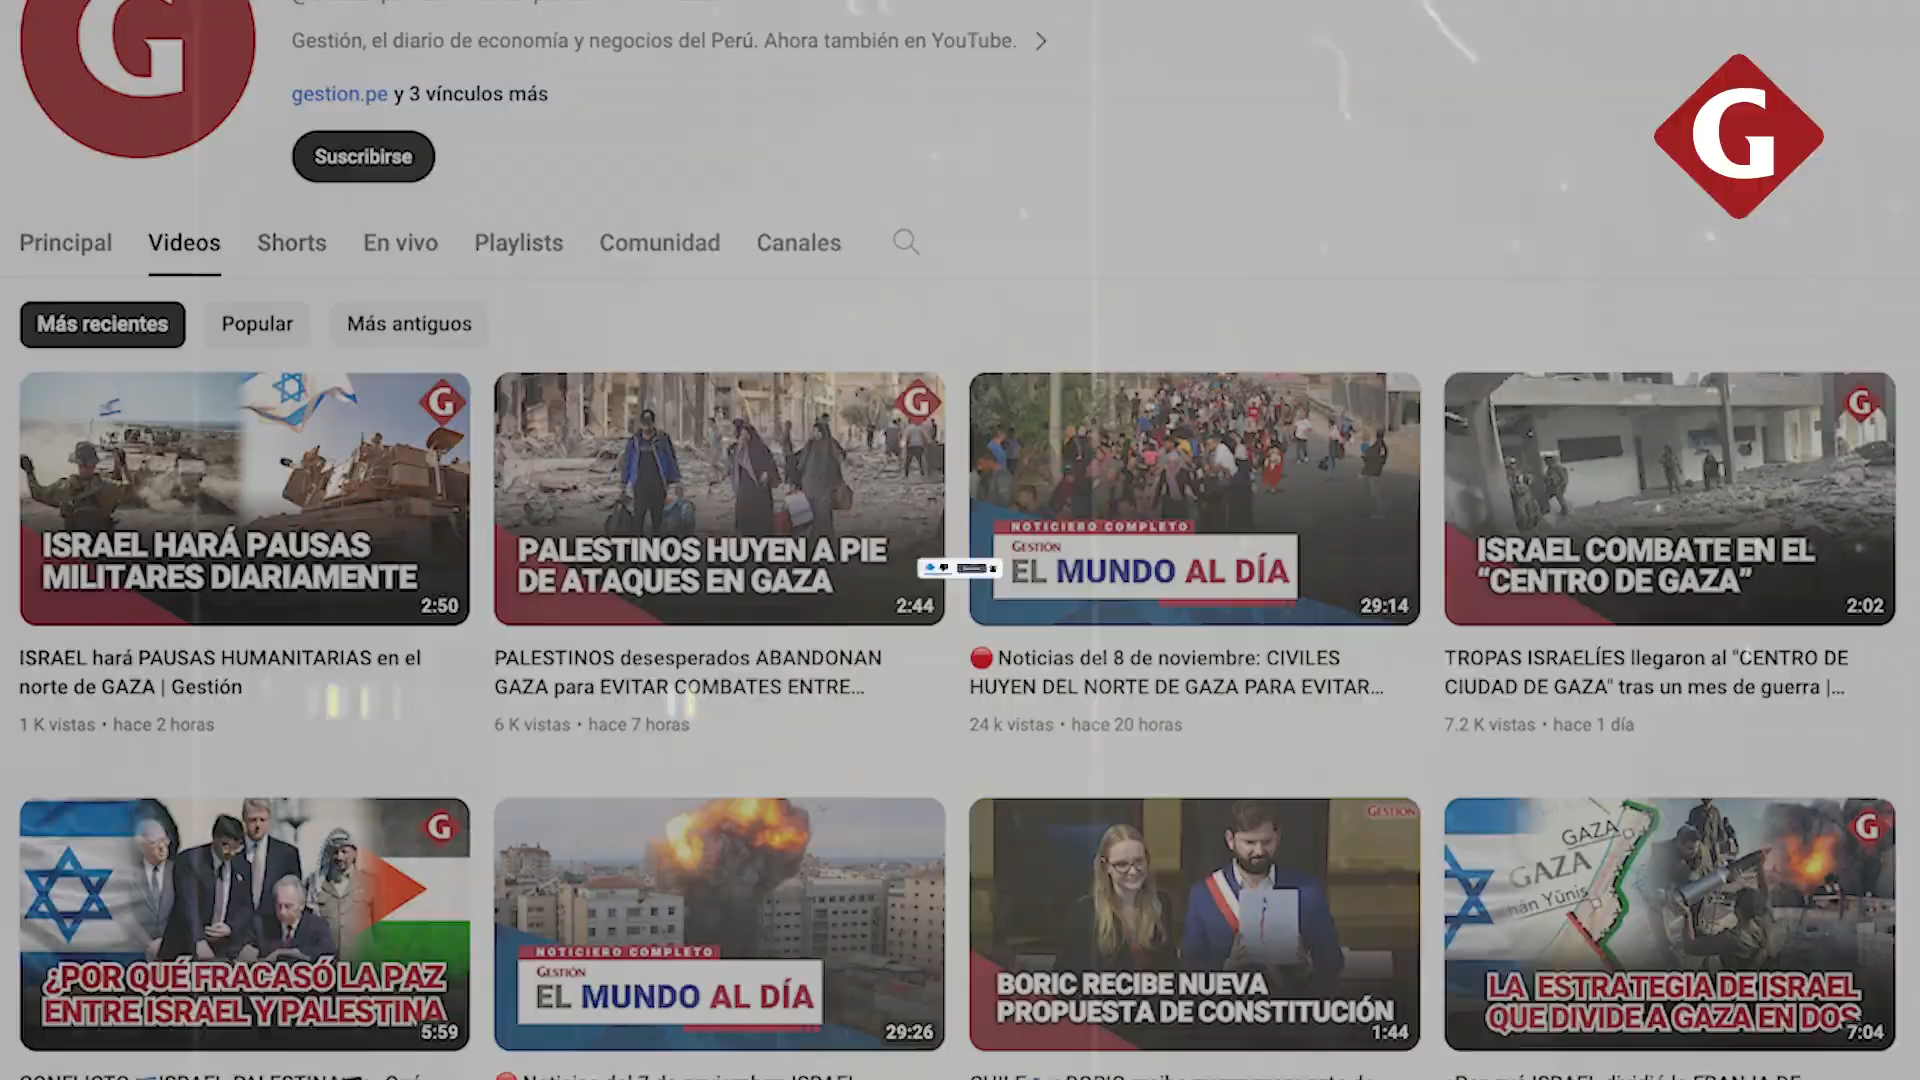 G
Gestión, el diario de economía y negocios del Perú. Ahora también en YouTube.
gestion.pe y 3 vínculos más
G
Suscribirse
Principal Videos Shorts En vivo Playlists Comunidad Canales
Más recientes Popular Más antiguos
G
ISRAEL HARÁ PAUSAS
MILITARES DIARIAMENTE
2:50
G
PALESTINOS HUYEN A PIE
DE ATAQUES EN GAZA
2:44
NOTICIERO COMPLETO
GESTIÓN
EL MUNDO AL DÍA
29:14
G
ISRAEL COMBATE EN EL
"CENTRO DE GAZA"
2:02
ISRAEL hará PAUSAS HUMANITARIAS en el
norte de GAZA | Gestión
1 K vistas • hace 2 horas
PALESTINOS desesperados ABANDONAN
GAZA para EVITAR COMBATES ENTRE...
6 K vistas • hace 7 horas
🔴 Noticias del 8 de noviembre: CIVILES
HUYEN DEL NORTE DE GAZA PARA EVITAR...
24 k vistas • hace 20 horas
TROPAS ISRAELÍES llegaron al "CENTRO DE
CIUDAD DE GAZA" tras un mes de guerra |...
7.2 K vistas • hace 1 día
G
¿POR QUÉ FRACASÓ LA PAZ
ENTRE ISRAEL Y PALESTINA
5:59
NOTICIERO COMPLETO
GESTIÓN
EL MUNDO AL DÍA
29:26
GESTIÓN
BORIC RECIBE NUEVA
PROPUESTA DE CONSTITUCIÓN
1:44
G
GAZA
GAZA
Yūnis
LA ESTRATEGIA DE ISRAEL
QUE DIVIDE A GAZA EN DOS
7:04